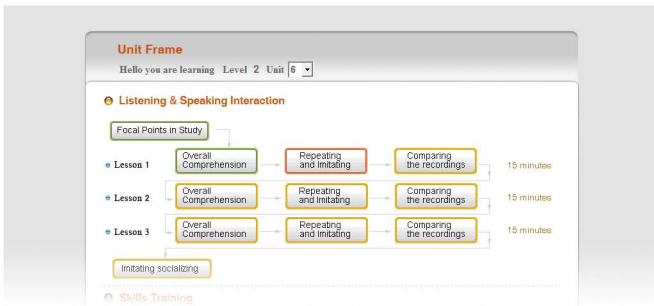 Unit Frame
Hello you are learning Level 2 Unit 6
Listening & Speaking Interaction
Focal Points in Study
Lesson 1
Overall
Comprehension
Repeating
and Imitating
Comparing
the recordings
15 minutes
Lesson 2
Overall
Comprehension
Repeating
and Imitating
Comparing
the recordings
15 minutes
Lesson 3
Overall
Comprehension
Repeating
and Imitating
Comparing
the recordings
15 minutes
Imitating socializing
Skills Training